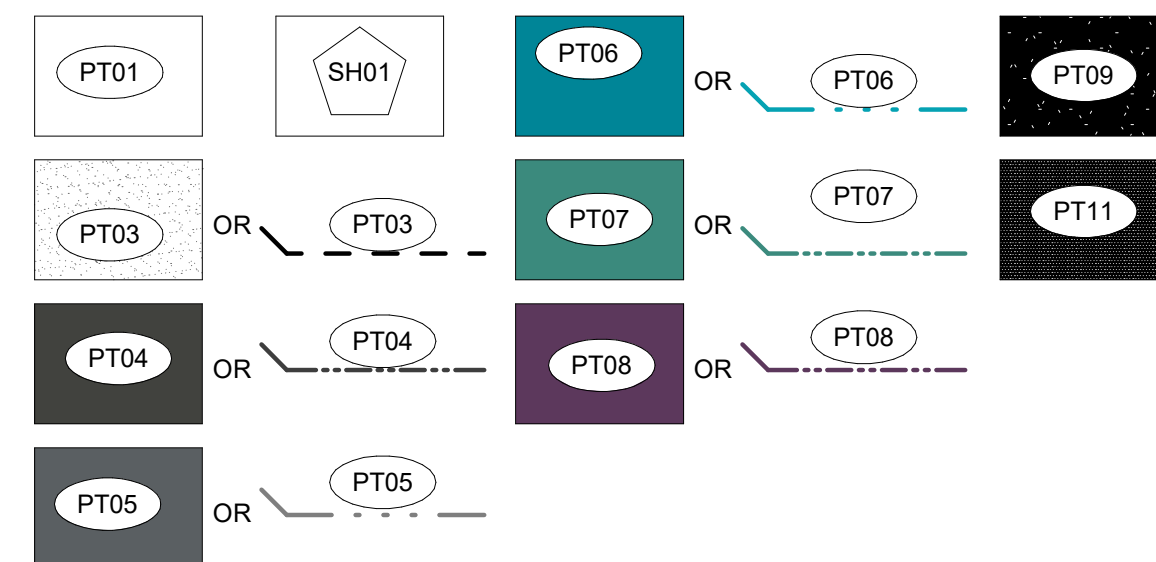 PT01
SH01
PT06 OR PT06
PT09
PT03 OR PT03
PT07 OR PT07
PT11
PT04 OR PT04
PT08 OR PT08
PT05 OR PT05